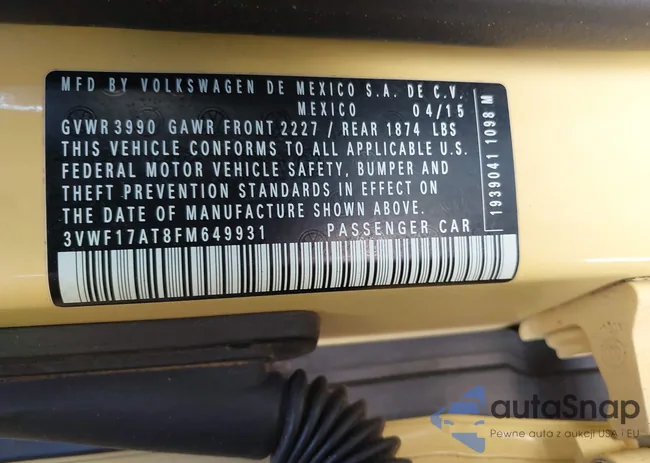 MFD BY VOLKSWAGEN DE MEXICO S.A. DE C.V.
MEXICO 04/15
GVWR 3990 GAWR FRONT 2227 / REAR 1874 LBS
THIS VEHICLE CONFORMS TO ALL APPLICABLE U.S.
FEDERAL MOTOR VEHICLE SAFETY, BUMPER AND
THEFT PREVENTION STANDARDS IN EFFECT ON
THE DATE OF MANUFACTURE SHOWN ABOVE.
3VWF17AT8FM649931 PASSENGER CAR
1939041 1098 M
autoSnap
Pewne auta z aukcji USA i EU